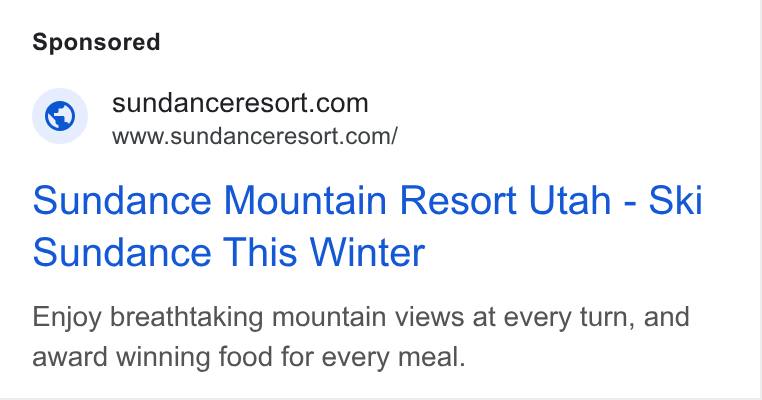 Sponsored
sundanceresort.com
www.sundanceresort.com/
Sundance Mountain Resort Utah - Ski
Sundance This Winter
Enjoy breathtaking mountain views at every turn, and
award winning food for every meal.